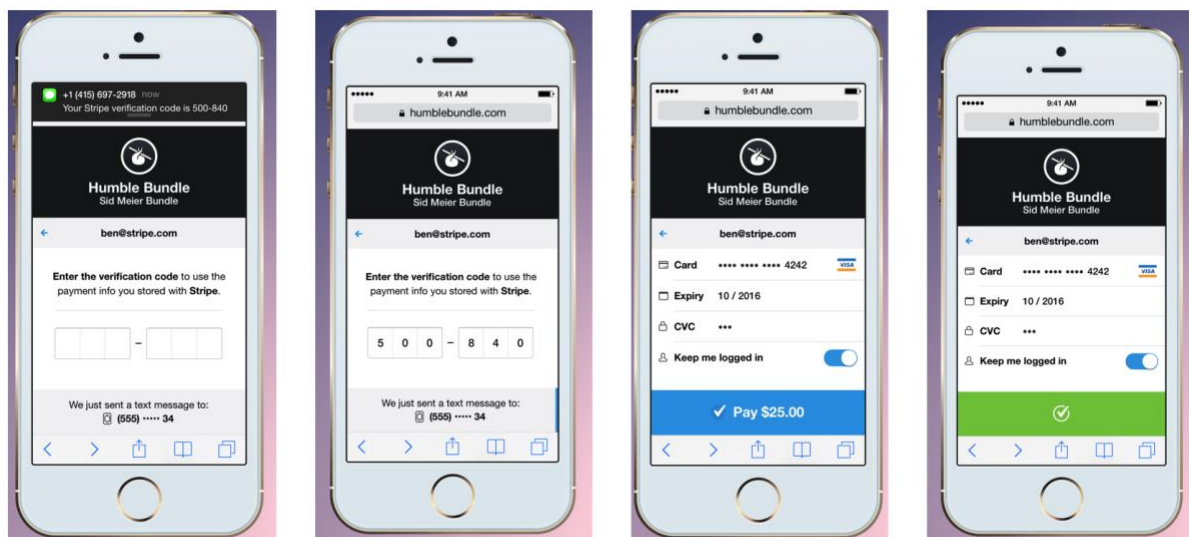 +1 (415) 697-2918 now
Your Stripe verification code is 500-840
Humble Bundle
Sid Meier Bundle
ben@stripe.com
Enter the verification code to use the
payment info you stored with Stripe.
–
We just sent a text message to:
(555) ••••• 34
9:41 AM
humblebundle.com
Humble Bundle
Sid Meier Bundle
ben@stripe.com
Enter the verification code to use the
payment info you stored with Stripe.
5 0 0 – 8 4 0
We just sent a text message to:
(555) ••••• 34
9:41 AM
humblebundle.com
Humble Bundle
Sid Meier Bundle
ben@stripe.com
Card •••• •••• •••• 4242 VISA
Expiry 10 / 2016
CVC •••
Keep me logged in
Pay $25.00
9:41 AM
humblebundle.com
Humble Bundle
Sid Meier Bundle
ben@stripe.com
Card •••• •••• •••• 4242 VISA
Expiry 10 / 2016
CVC •••
Keep me logged in